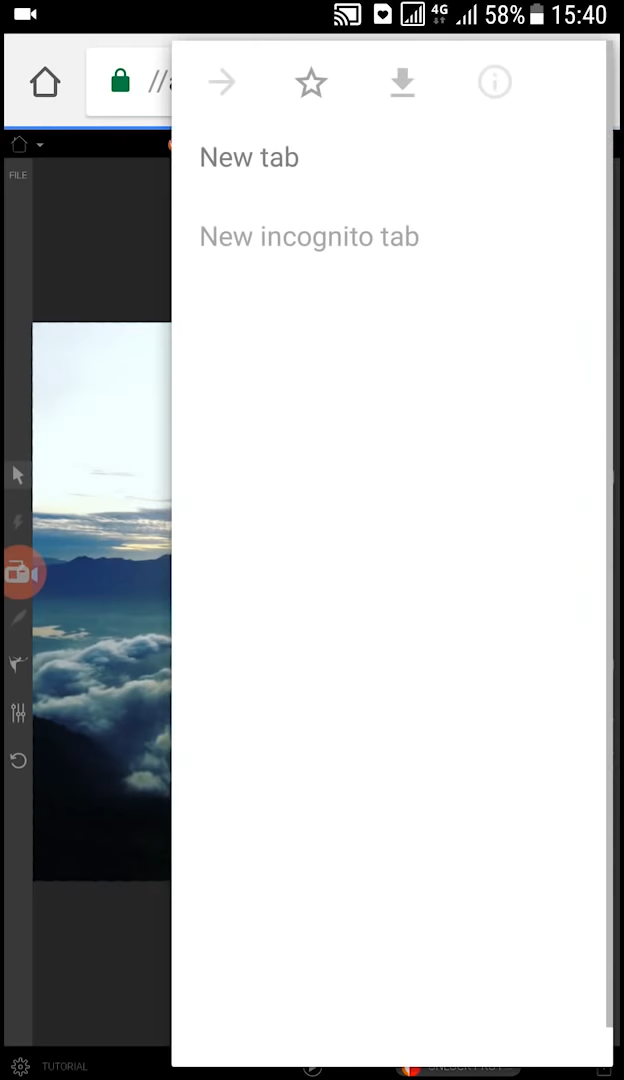 4G 58% 15:40
//a
New tab
New incognito tab
FILE
TUTORIAL